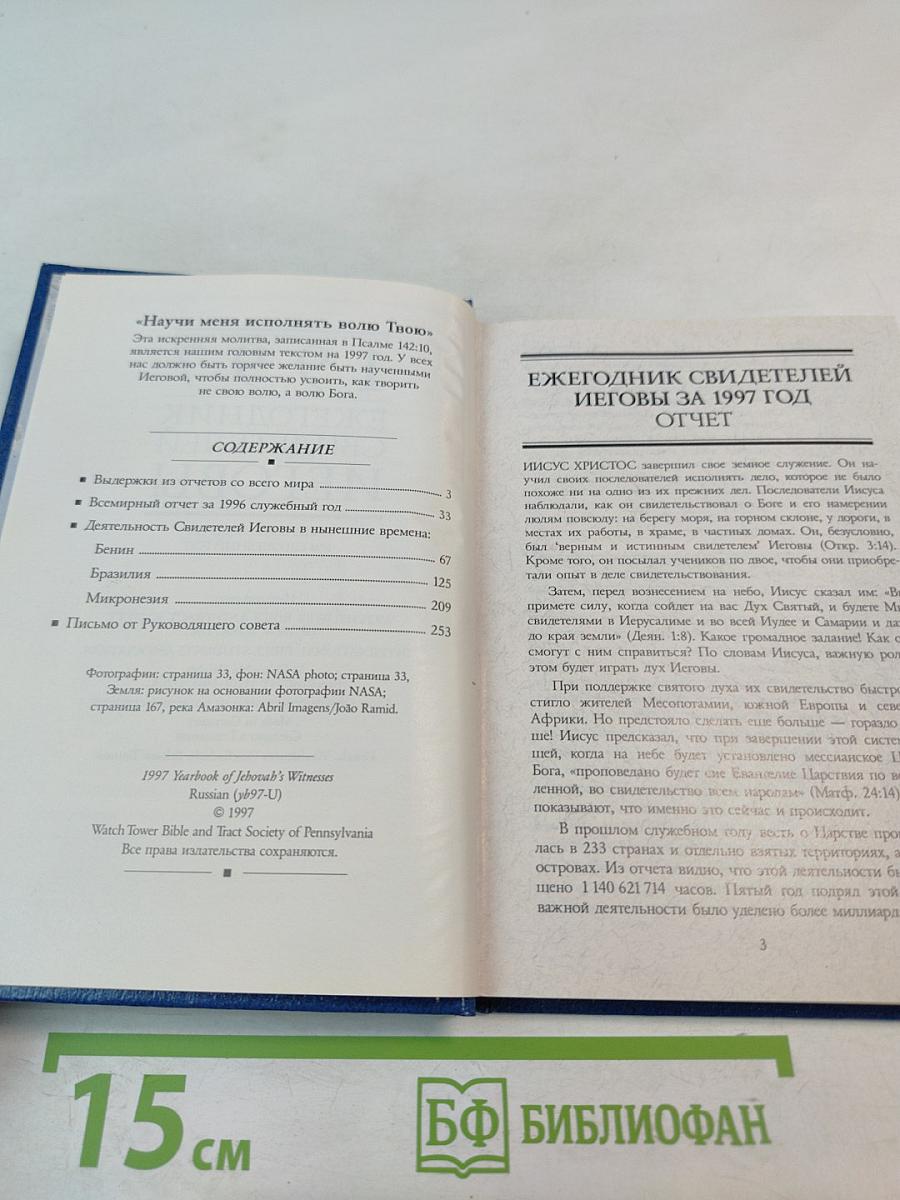 «Научи меня исполнять волю Твою»
Эта искренняя молитва, записанная в Псалме 142:10,
является нашим годовым текстом на 1997 год. У всех
нас должно быть горячее желание быть наученными
Иеговой, чтобы полностью усвоить, как творить
не свою волю, а волю Бога.
СОДЕРЖАНИЕ
▪ Выдержки из отчетов со всего мира 3
▪ Всемирный отчет за 1996 служебный год 33
▪ Деятельность Свидетелей Иеговы в нынешние времена:
Бенин 67
Бразилия 125
Микронезия 209
▪ Письмо от Руководящего совета 253
Фотографии: страница 33, фон: NASA photo; страница 33,
Земля: рисунок на основании фотографии NASA;
страница 167, река Амазонка: Abril Imagens/João Ramid.
1997 Yearbook of Jehovah's Witnesses
Russian (yb97-U)
© 1997
Watch Tower Bible and Tract Society of Pennsylvania
Все права издательства сохраняются.
ЕЖЕГОДНИК СВИДЕТЕЛЕЙ
ИЕГОВЫ ЗА 1997 ГОД
ОТЧЕТ
ИИСУС ХРИСТОС завершил свое земное служение. Он на-
учил своих последователей исполнять дело, которое не было
похоже ни на одно из их прежних дел. Последователи Иисуса
наблюдали, как он свидетельствовал о Боге и его намерении
людям повсюду: на берегу моря, на горном склоне, у дороги, в
местах их работы, в храме, в частных домах. Он, безусловно,
был ‘верным и истинным свидетелем’ Иеговы (Откр. 3:14).
Кроме того, он посылал учеников по двое, чтобы они приобре-
тали опыт в деле свидетельствования.
Затем, перед вознесением на небо, Иисус сказал им: «Вы
примете силу, когда сойдет на вас Дух Святый, и будете М
свидетелями в Иерусалиме и во всей Иудее и Самарии и да
до края земли» (Деян. 1:8). Какое громадное задание! Как о
смогут с ним справиться? По словам Иисуса, важную рол
этом будет играть дух Иеговы.
При поддержке святого духа их свидетельство быстро
стигло жителей Месопотамии, южной Европы и севе
Африки. Но предстояло сделать еще больше — гораздо
ше! Иисус предсказал, что при завершении этой систем
щей, когда на небе будет установлено мессианское Ц
Бога, «проповедано будет сие Евангелие Царствия по в
ленной, во свидетельство всем народам» (Матф. 24:14)
показывают, что именно это сейчас и происходит.
В прошлом служебном году весть о Царстве про
лась в 233 странах и отдельно взятых территориях, а
островах. Из отчета видно, что этой деятельности бы
щено 1 140 621 714 часов. Пятый год подряд этой
важной деятельности было уделено более миллиард
3
15 см
БФ БИБЛИОФАН